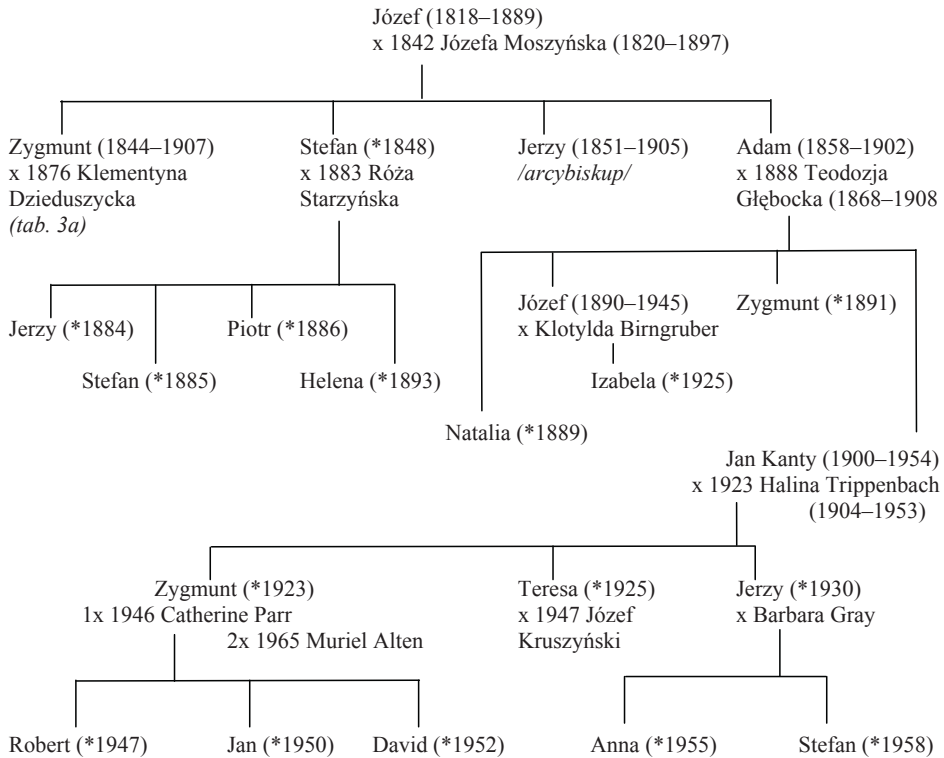 Józef (1818–1889)
x 1842 Józefa Moszyńska (1820–1897)
Zygmunt (1844–1907)
x 1876 Klementyna
Dzieduszycka
(tab. 3a)
Stefan (*1848)
x 1883 Róża
Starzyńska
Jerzy (1851–1905)
/arcybiskup/
Adam (1858–1902)
x 1888 Teodozja
Głębocka (1868–1908
Jerzy (*1884)
Stefan (*1885)
Piotr (*1886)
Helena (*1893)
Józef (1890–1945)
x Klotylda Birngruber
Izabela (*1925)
Zygmunt (*1891)
Natalia (*1889)
Jan Kanty (1900–1954)
x 1923 Halina Trippenbach
(1904–1953)
Zygmunt (*1923)
1x 1946 Catherine Parr
2x 1965 Muriel Alten
Teresa (*1925)
x 1947 Józef
Kruszyński
Jerzy (*1930)
x Barbara Gray
Robert (*1947)
Jan (*1950)
David (*1952)
Anna (*1955)
Stefan (*1958)